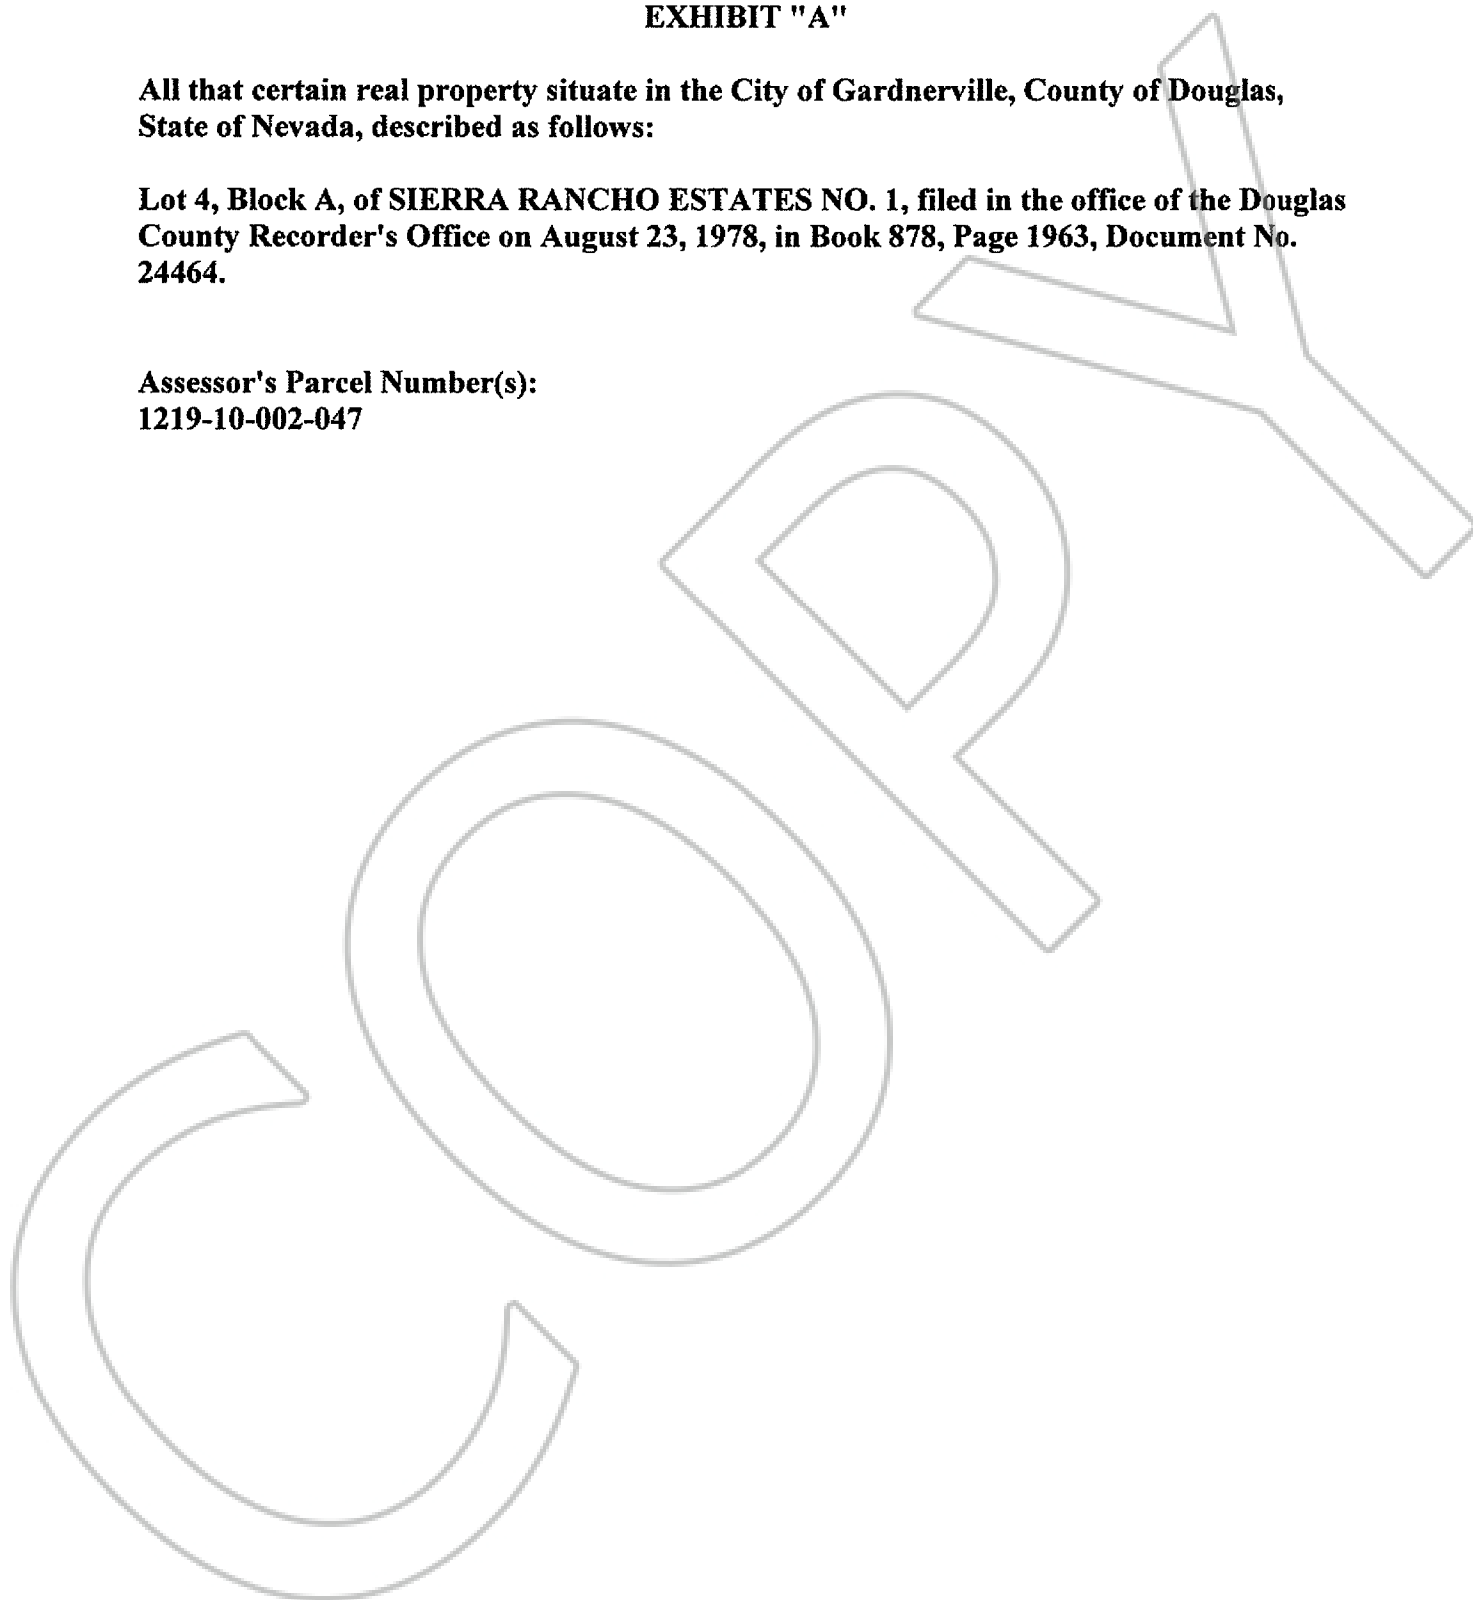 EXHIBIT "A"
All that certain real property situate in the City of Gardnerville, County of Douglas,
State of Nevada, described as follows:
Lot 4, Block A, of SIERRA RANCHO ESTATES NO. 1, filed in the office of the Douglas
County Recorder's Office on August 23, 1978, in Book 878, Page 1963, Document No.
24464.
Assessor's Parcel Number(s):
1219-10-002-047
COPY